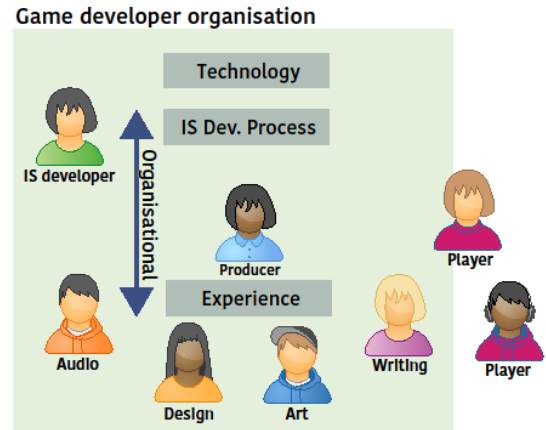 Game developer organisation
Technology
IS Dev. Process
IS developer
Organisational
Producer
Player
Experience
Audio
Writing
Player
Design
Art